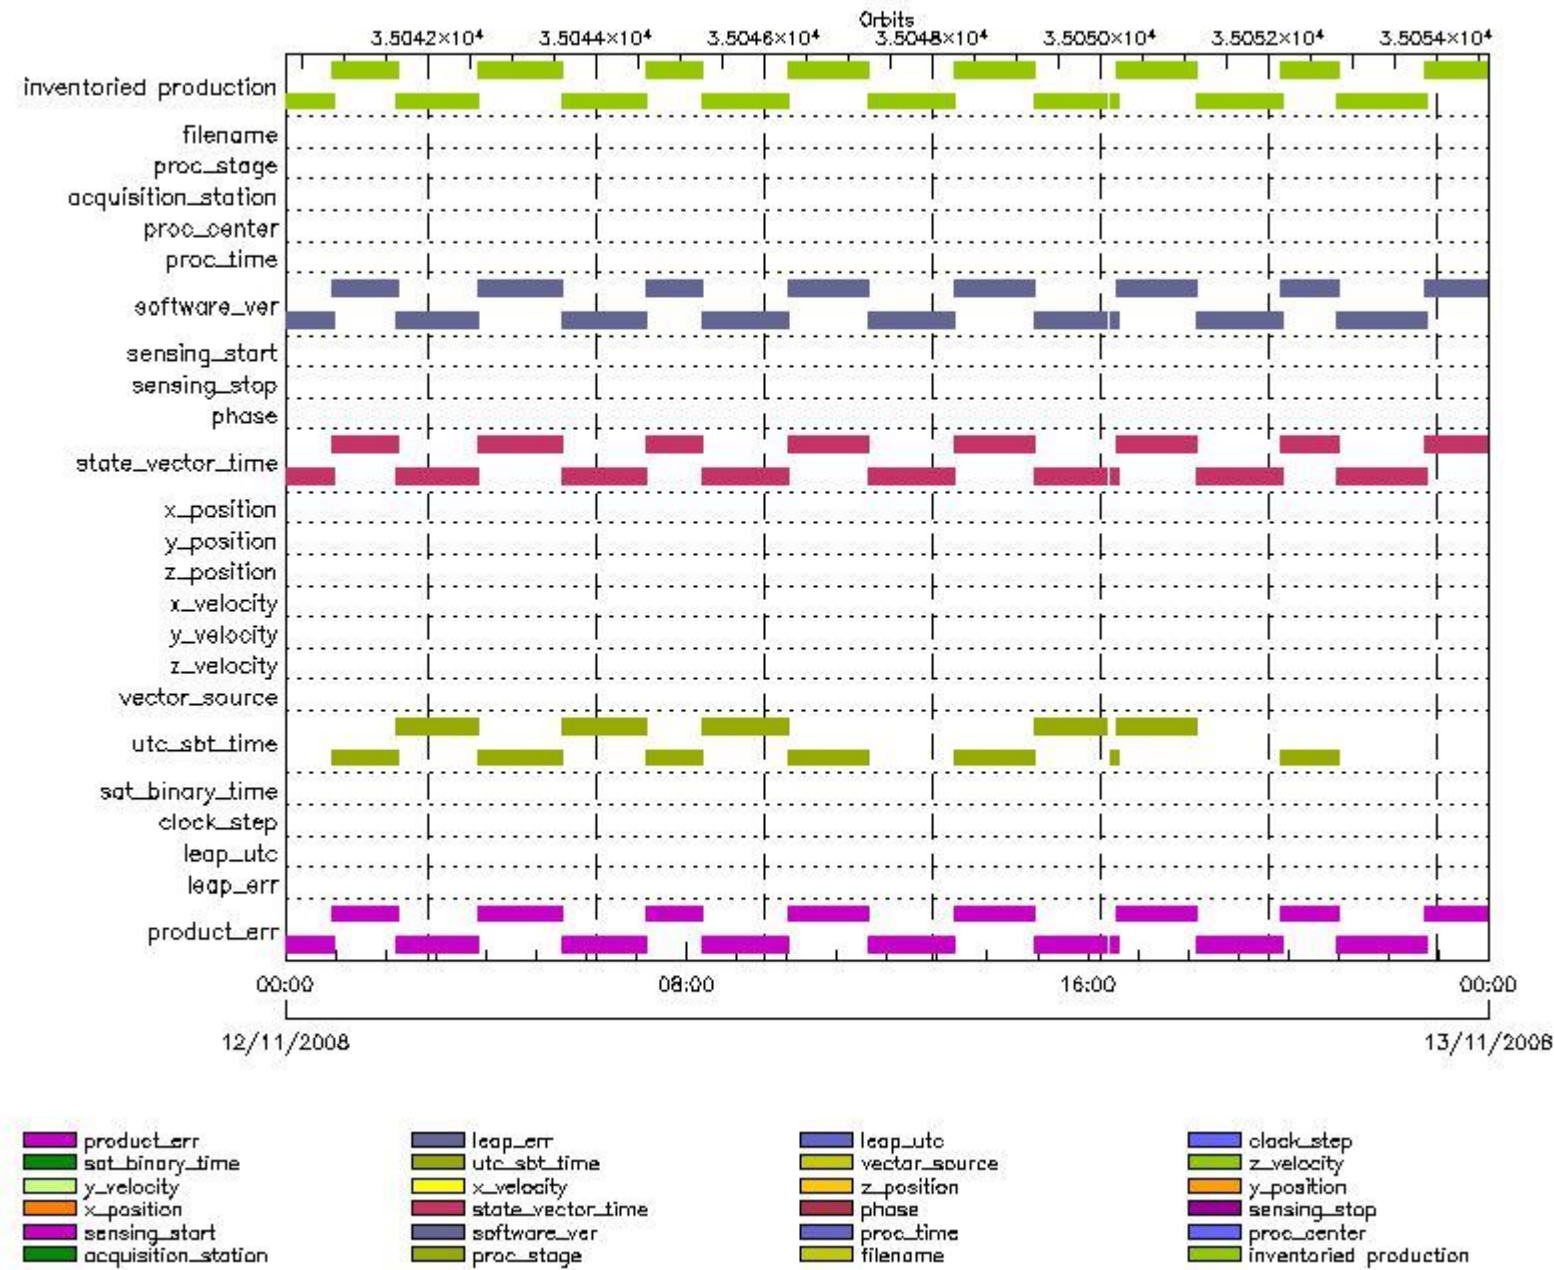 Orbits
3.5042×10⁴ 3.5044×10⁴ 3.5046×10⁴ 3.5048×10⁴ 3.5050×10⁴ 3.5052×10⁴ 3.5054×10⁴
inventoried production
filename
proc_stage
acquisition_station
proc_center
proc_time
software_ver
sensing_start
sensing_stop
phase
state_vector_time
x_position
y_position
z_position
x_velocity
y_velocity
z_velocity
vector_source
utc_sbt_time
sat_binary_time
clock_step
leap_utc
leap_err
product_err
00:00 08:00 16:00 00:00
12/11/2008 13/11/2008
product_err leap_err leap_utc clock_step
sat_binary_time utc_sbt_time vector_source z_velocity
y_velocity x_velocity z_position y_position
x_position state_vector_time phase sensing_stop
sensing_start software_ver proc_time proc_center
acquisition_station proc_stage filename inventoried production